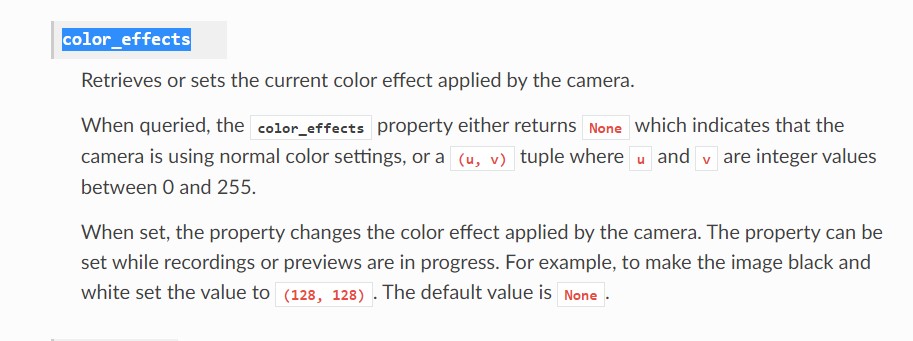 color_effects
Retrieves or sets the current color effect applied by the camera.
When queried, the color_effects property either returns None which indicates that the
camera is using normal color settings, or a (u, v) tuple where u and v are integer values
between 0 and 255.
When set, the property changes the color effect applied by the camera. The property can be
set while recordings or previews are in progress. For example, to make the image black and
white set the value to (128, 128). The default value is None.